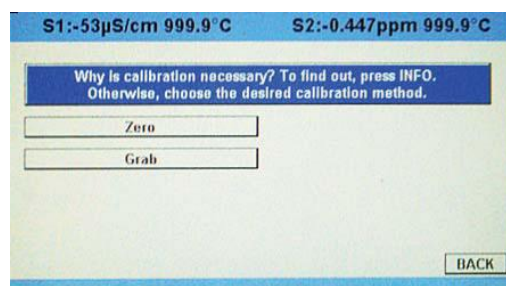 S1:-53µS/cm 999.9°C S2:-0.447ppm 999.9°C
Why is calibration necessary? To find out, press INFO.
Otherwise, choose the desired calibration method.
Zero
Grab
BACK